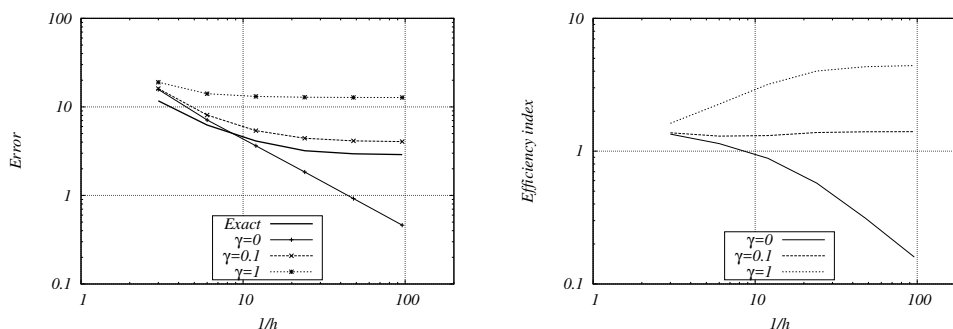 100
10
1
0.1
Error
1
10
100
1/h
Exact
γ=0
γ=0.1
γ=1
10
1
0.1
Efficiency index
1
10
100
1/h
γ=0
γ=0.1
γ=1